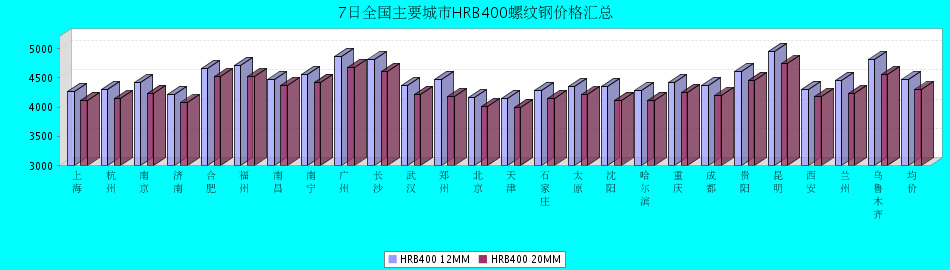 7日全国主要城市HRB400螺纹钢价格汇总
5000
4500
4000
3500
3000
上海
杭州
南京
济南
合肥
福州
南昌
南宁
广州
长沙
武汉
郑州
北京
天津
石家庄
太原
沈阳
哈尔滨
重庆
成都
贵阳
昆明
西安
兰州
乌鲁木齐
均价
HRB400 12MM HRB400 20MM